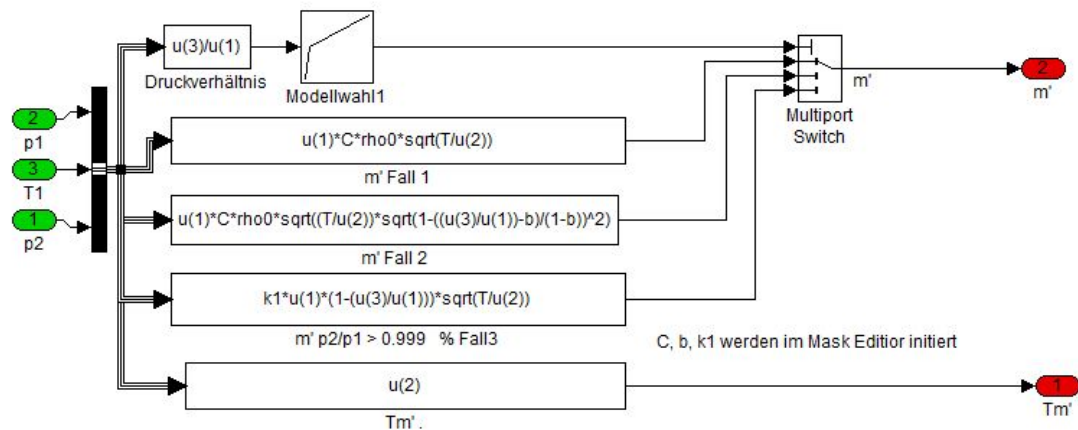 u(3)/u(1)
Druckverhältnis
Modellwahl1
2
p1
3
T1
1
p2
u(1)*C*rho0*sqrt(T/u(2))
m' Fall 1
u(1)*C*rho0*sqrt((T/u(2))*sqrt(1-((u(3)/u(1))-b)/(1-b))^2)
m' Fall 2
k1*u(1)*(1-(u(3)/u(1)))*sqrt(T/u(2))
m' p2/p1 > 0.999 % Fall3
u(2)
Tm' .
m'
Multiport
Switch
2
m'
C, b, k1 werden im Mask Editior initiert
1
Tm'